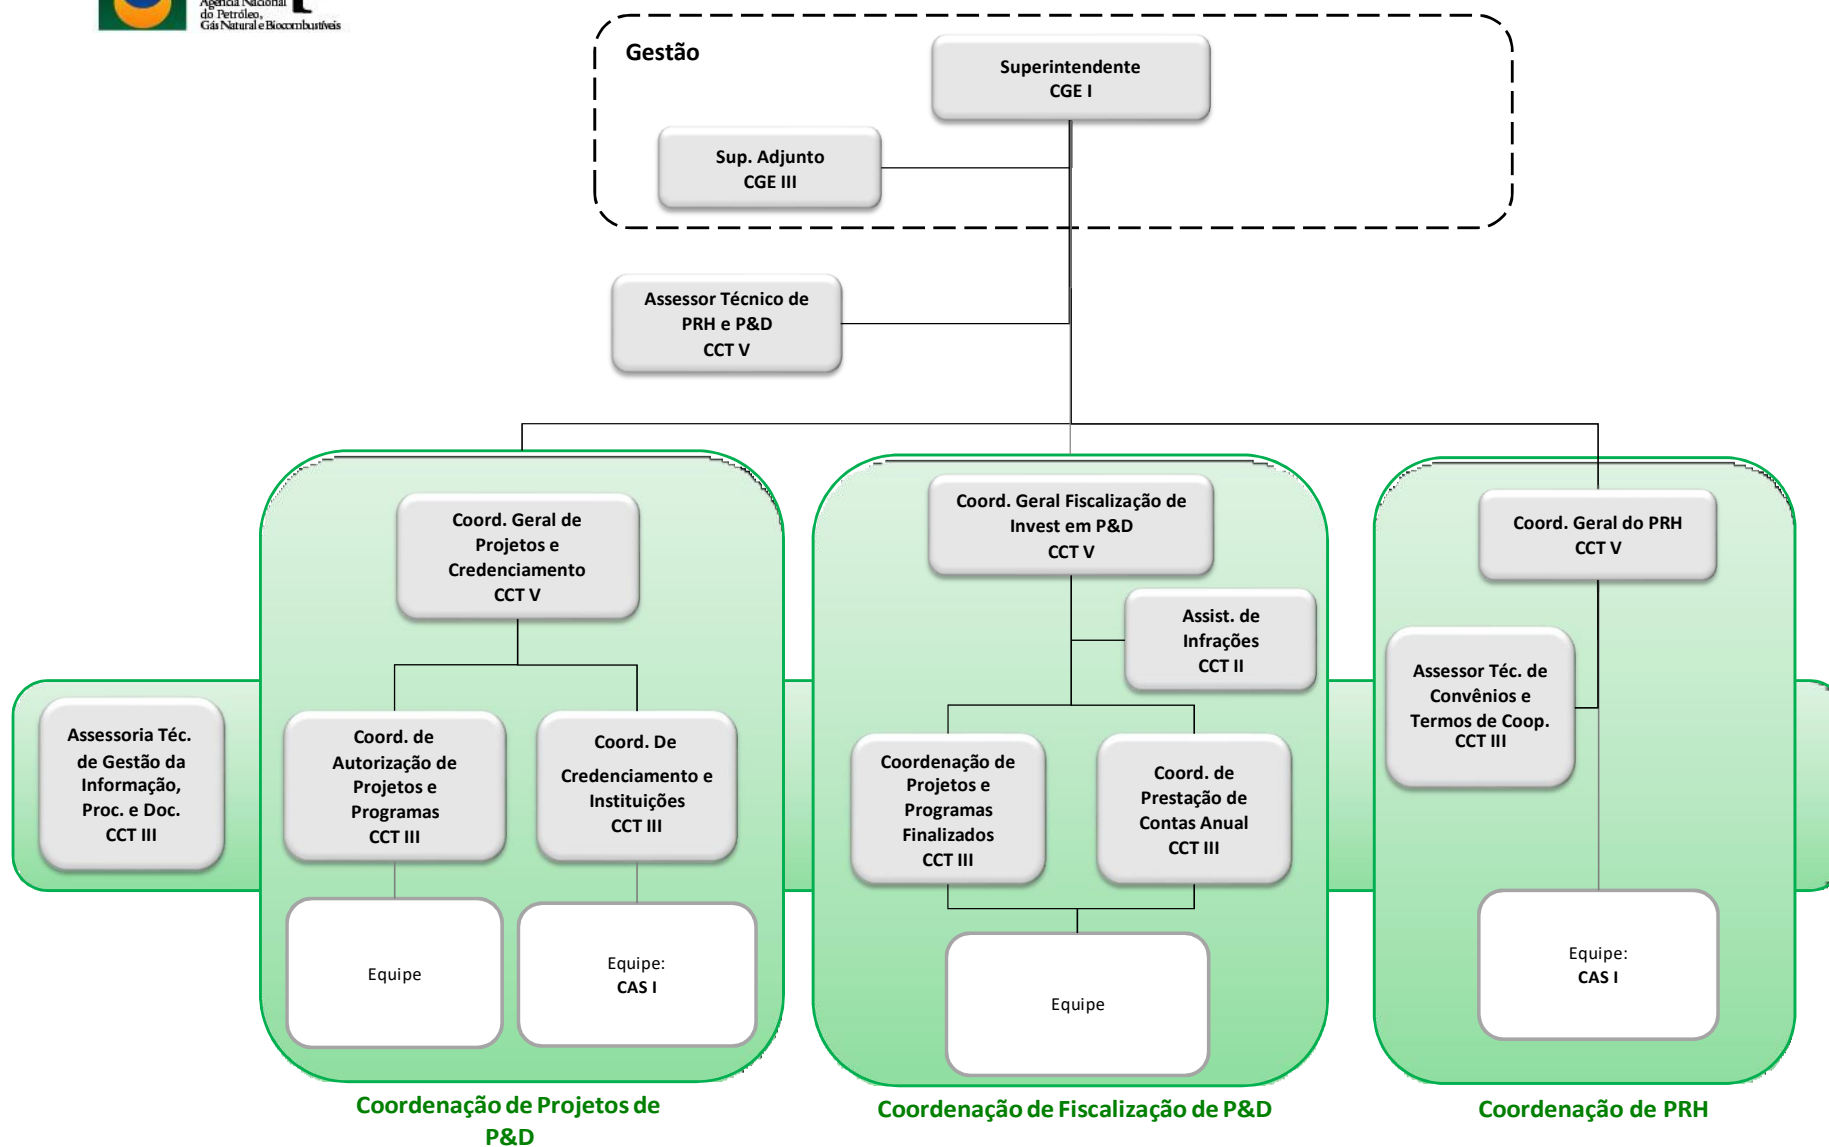 Agência Nacional
do Petróleo,
Gás Natural e Biocombustíveis
Gestão
Superintendente
CGE I
Sup. Adjunto
CGE III
Assessor Técnico de
PRH e P&D
CCT V
Coord. Geral de
Projetos e
Credenciamento
CCT V
Coord. Geral Fiscalização de
Invest em P&D
CCT V
Coord. Geral do PRH
CCT V
Assist. de
Infrações
CCT II
Assessor Téc. de
Convênios e
Termos de Coop.
CCT III
Assessoria Téc.
de Gestão da
Informação,
Proc. e Doc.
CCT III
Coord. de
Autorização de
Projetos e
Programas
CCT III
Coord. De
Credenciamento e
Instituições
CCT III
Coordenação de
Projetos e
Programas
Finalizados
CCT III
Coord. de
Prestação de
Contas Anual
CCT III
Equipe
Equipe:
CAS I
Equipe
Equipe:
CAS I
Coordenação de Projetos de
P&D
Coordenação de Fiscalização de P&D
Coordenação de PRH